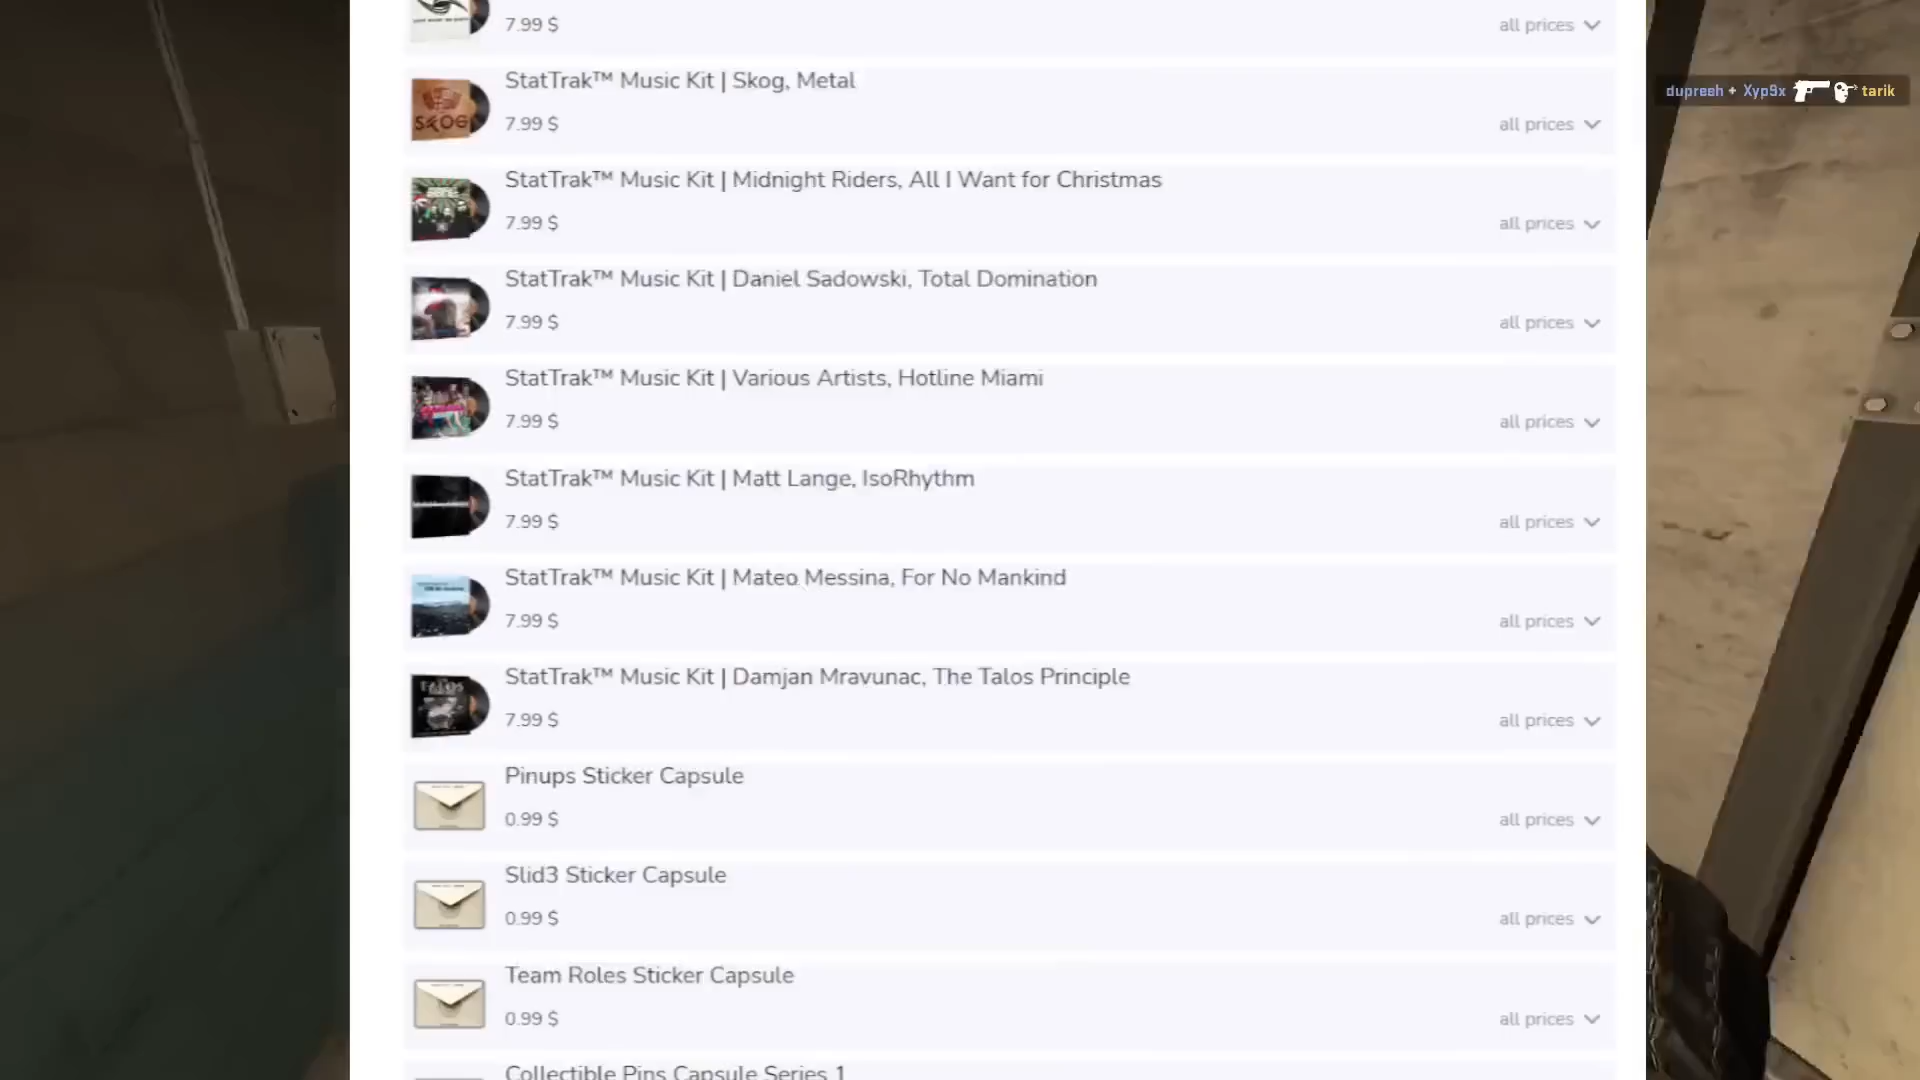 7.99 $
all prices
dupreeh + Xyp9x tarik
StatTrak™ Music Kit | Skog, Metal
SKOG
7.99 $
all prices
StatTrak™ Music Kit | Midnight Riders, All I Want for Christmas
7.99 $
all prices
StatTrak™ Music Kit | Daniel Sadowski, Total Domination
7.99 $
all prices
StatTrak™ Music Kit | Various Artists, Hotline Miami
7.99 $
all prices
StatTrak™ Music Kit | Matt Lange, IsoRhythm
7.99 $
all prices
StatTrak™ Music Kit | Mateo Messina, For No Mankind
7.99 $
all prices
StatTrak™ Music Kit | Damjan Mravunac, The Talos Principle
TALOS
7.99 $
all prices
Pinups Sticker Capsule
0.99 $
all prices
Slid3 Sticker Capsule
0.99 $
all prices
Team Roles Sticker Capsule
0.99 $
all prices
Collectible Pins Capsule Series 1